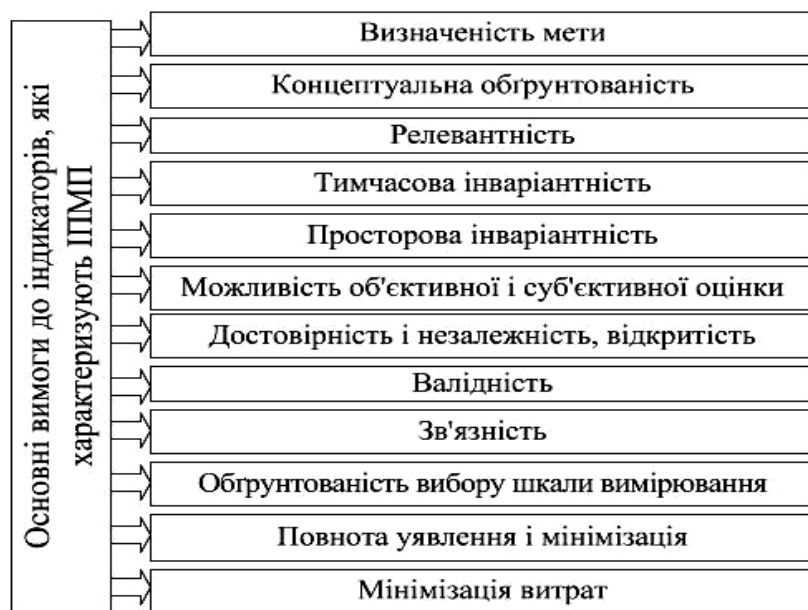 Основні вимоги до індикаторів, які
характеризують ІПМП
Визначеність мети
Концептуальна обґрунтованість
Релевантність
Тимчасова інваріантність
Просторова інваріантність
Можливість об'єктивної і суб'єктивної оцінки
Достовірність і незалежність, відкритість
Валідність
Зв'язність
Обґрунтованість вибору шкали вимірювання
Повнота уявлення і мінімізація
Мінімізація витрат